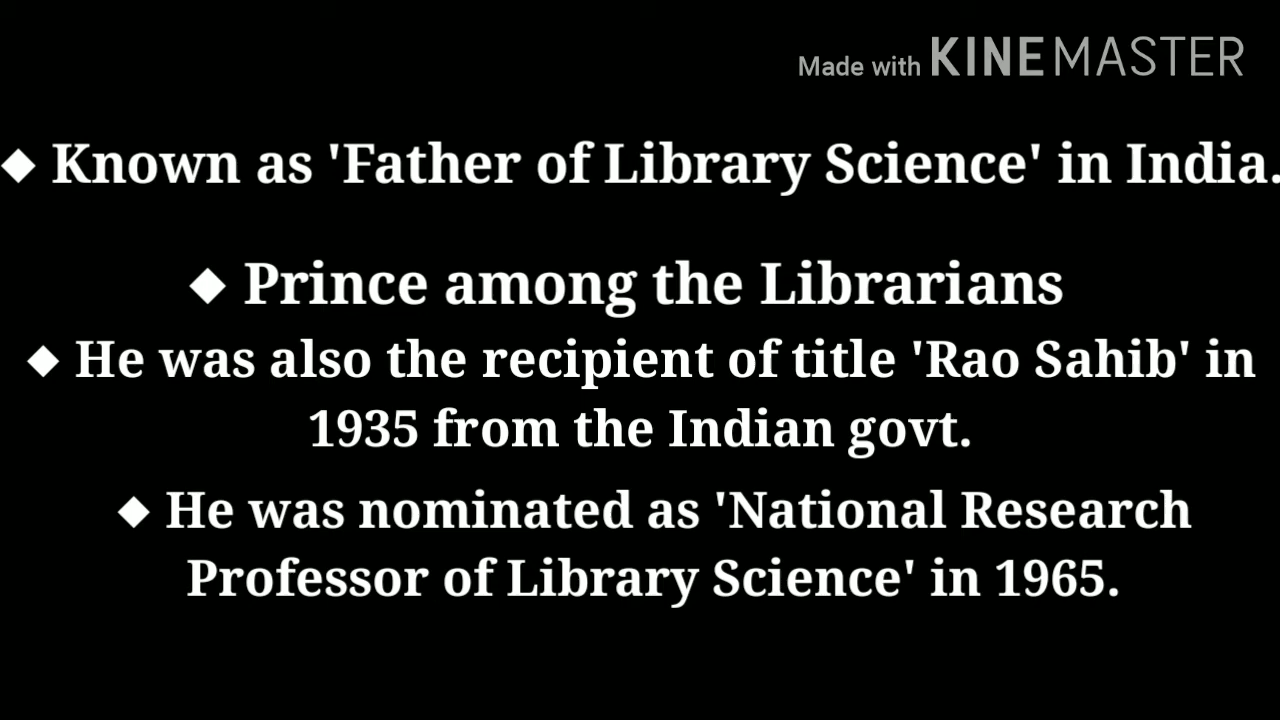 Made with KINEMASTER
◆ Known as 'Father of Library Science' in India.
◆ Prince among the Librarians
◆ He was also the recipient of title 'Rao Sahib' in
1935 from the Indian govt.
◆ He was nominated as 'National Research
Professor of Library Science' in 1965.